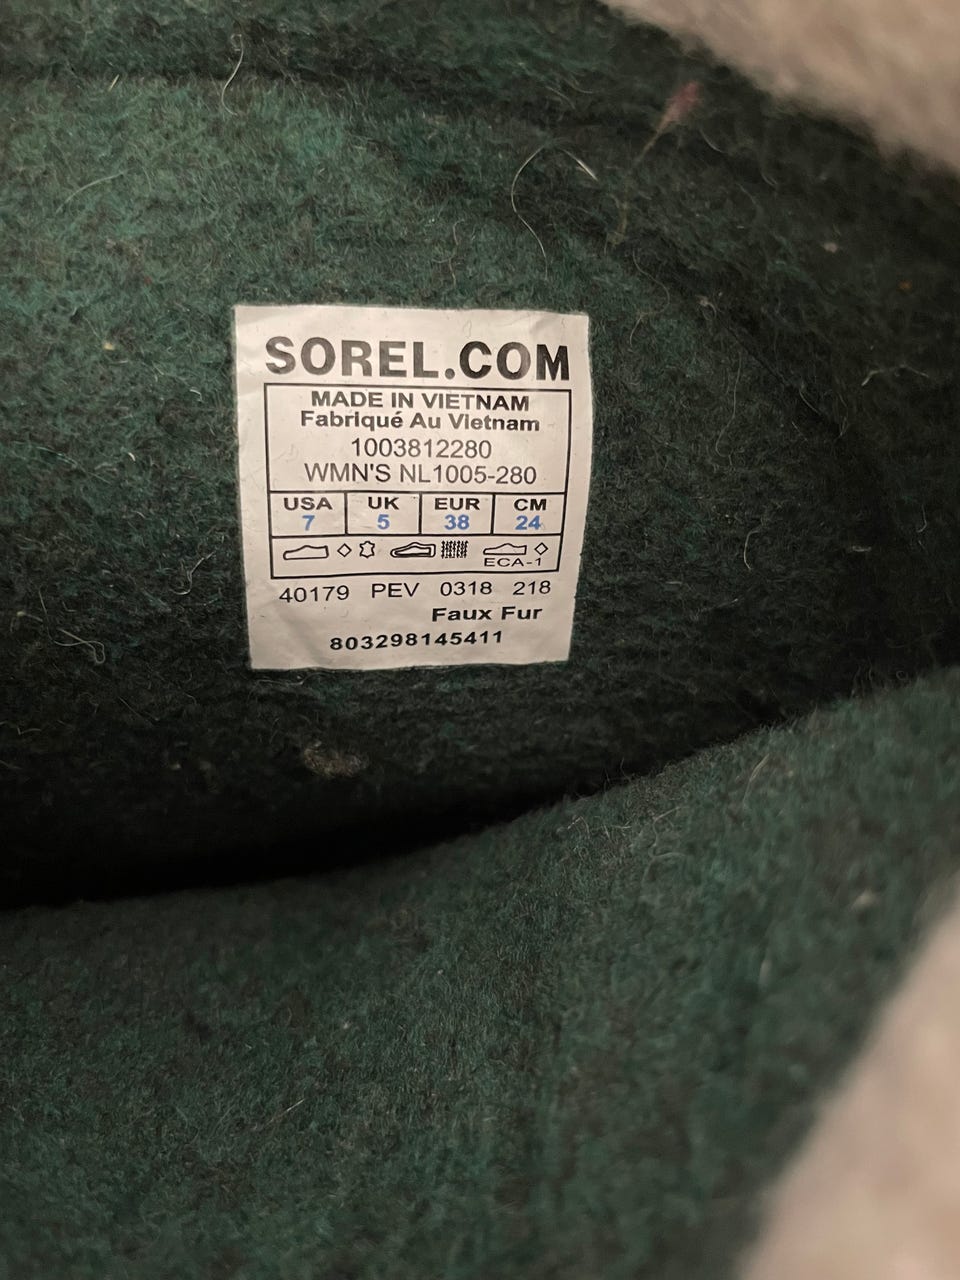 SOREL.COM
MADE IN VIETNAM
Fabriqué Au Vietnam
1003812280
WMN'S NL1005-280
USA UK EUR CM
7 5 38 24
ECA-1
40179 PEV 0318 218
Faux Fur
803298145411